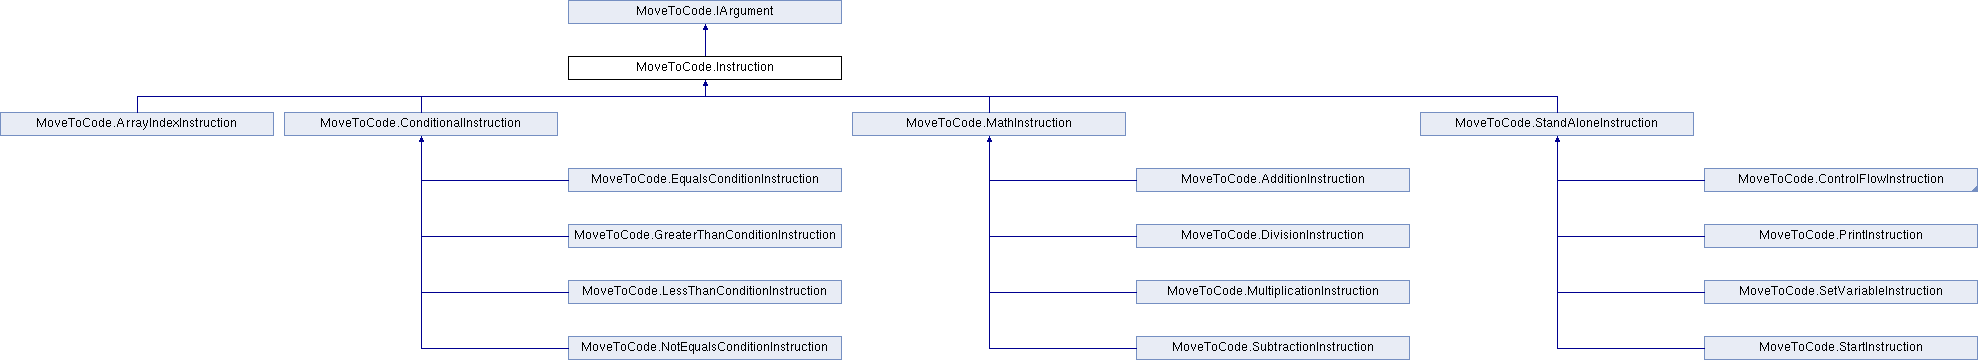 MoveToCode.IArgument
MoveToCode.Instruction
MoveToCode.ArrayIndexInstruction
MoveToCode.ConditionalInstruction
MoveToCode.MathInstruction
MoveToCode.StandAloneInstruction
MoveToCode.EqualsConditionInstruction
MoveToCode.AdditionInstruction
MoveToCode.ControlFlowInstruction
MoveToCode.GreaterThanConditionInstruction
MoveToCode.DivisionInstruction
MoveToCode.PrintInstruction
MoveToCode.LessThanConditionInstruction
MoveToCode.MultiplicationInstruction
MoveToCode.SetVariableInstruction
MoveToCode.NotEqualsConditionInstruction
MoveToCode.SubtractionInstruction
MoveToCode.StartInstruction